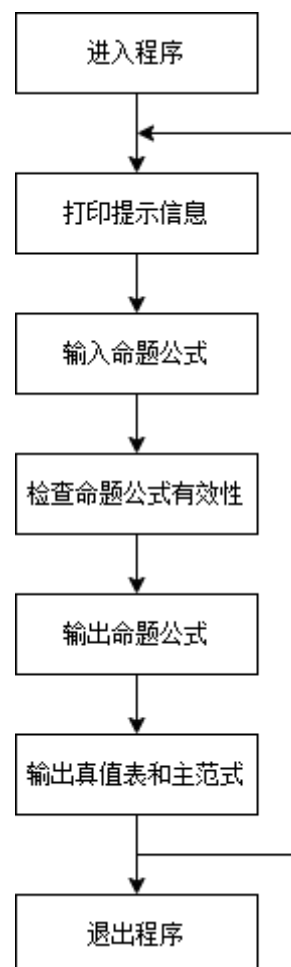 进入程序
打印提示信息
输入命题公式
检查命题公式有效性
输出命题公式
输出真值表和主范式
退出程序